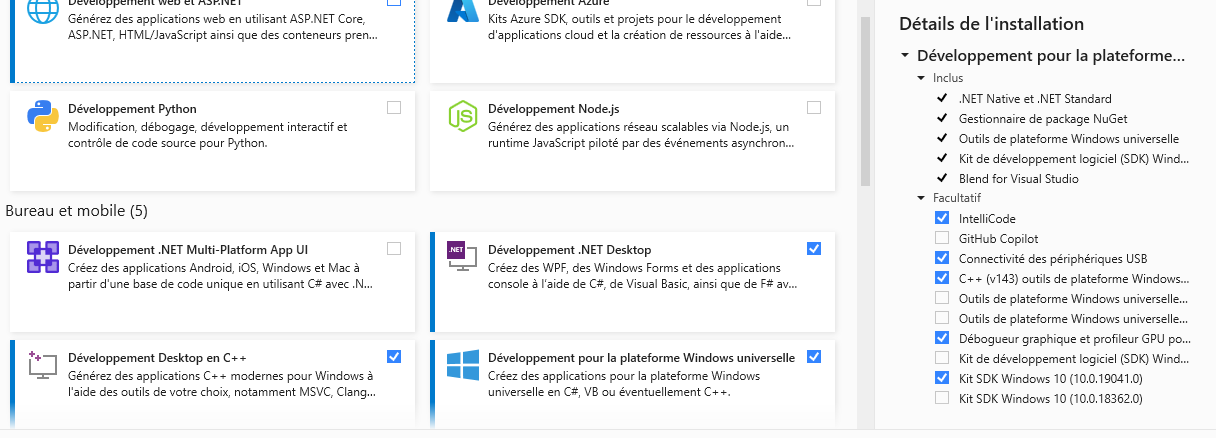 Développement web et ASP.NET
Générez des applications web en utilisant ASP.NET Core,
ASP.NET, HTML/JavaScript ainsi que des conteneurs pren...
Développement Azure
Kits Azure SDK, outils et projets pour le développement
d'applications cloud et la création de ressources à l'aide...
Développement Python
Modification, débogage, développement interactif et
contrôle de code source pour Python.
Développement Node.js
Générez des applications réseau scalables via Node.js, un
runtime JavaScript piloté par des événements asynchron...
Bureau et mobile (5)
Développement .NET Multi-Platform App UI
Créez des applications Android, iOS, Windows et Mac à
partir d'une base de code unique en utilisant C# avec .N...
.NET
Développement .NET Desktop
Créez des WPF, des Windows Forms et des applications
console à l'aide de C#, de Visual Basic, ainsi que de F# av...
Développement Desktop en C++
Générez des applications C++ modernes pour Windows à
l'aide des outils de votre choix, notamment MSVC, Clang...
Développement pour la plateforme Windows universelle
Créez des applications pour la plateforme Windows
universelle en C#, VB ou éventuellement C++.
Détails de l'installation
Développement pour la plateforme...
Inclus
.NET Native et .NET Standard
Gestionnaire de package NuGet
Outils de plateforme Windows universelle
Kit de développement logiciel (SDK) Wind...
Blend for Visual Studio
Facultatif
IntelliCode
GitHub Copilot
Connectivité des périphériques USB
C++ (v143) outils de plateforme Windows...
Outils de plateforme Windows universelle...
Outils de plateforme Windows universelle...
Débogueur graphique et profileur GPU po...
Kit de développement logiciel (SDK) Wind...
Kit SDK Windows 10 (10.0.19041.0)
Kit SDK Windows 10 (10.0.18362.0)